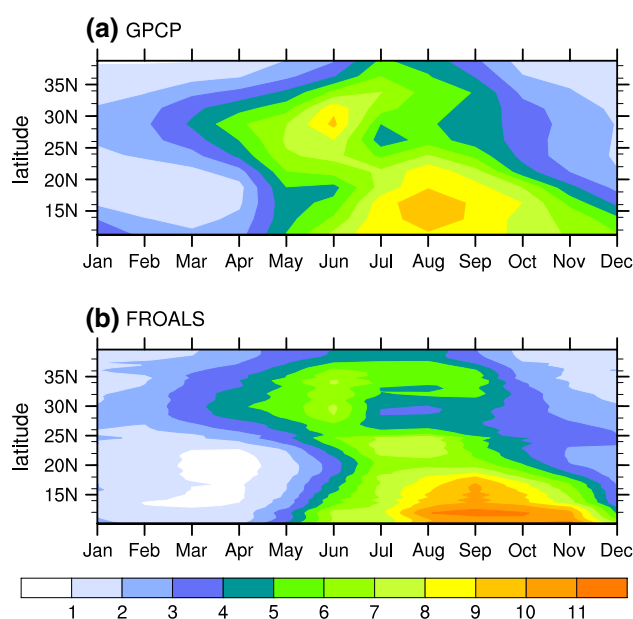 (a) GPCP
latitude
35N
30N
25N
20N
15N
Jan Feb Mar Apr May Jun Jul Aug Sep Oct Nov Dec
(b) FROALS
latitude
35N
30N
25N
20N
15N
Jan Feb Mar Apr May Jun Jul Aug Sep Oct Nov Dec
1 2 3 4 5 6 7 8 9 10 11